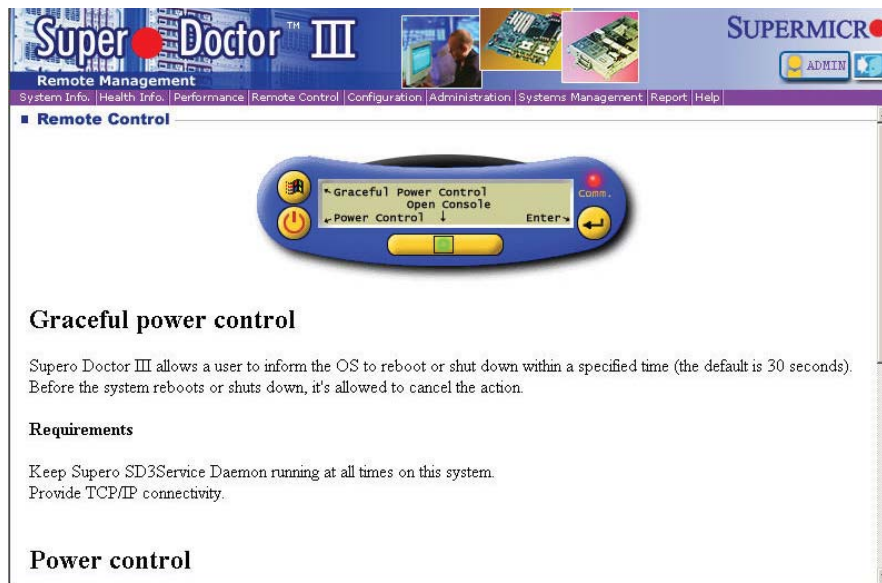 Super Doctor™ III
SUPERMICR
ADMIN
Remote Management
System Info. | Health Info. | Performance | Remote Control | Configuration | Administration | Systems Management | Report | Help
Remote Control
Graceful Power Control
Comm.
Open Console
Power Control ↓ Enter
Graceful power control
Supero Doctor III allows a user to inform the OS to reboot or shut down within a specified time (the default is 30 seconds).
Before the system reboots or shuts down, it's allowed to cancel the action.
Requirements
Keep Supero SD3Service Daemon running at all times on this system.
Provide TCP/IP connectivity.
Power control